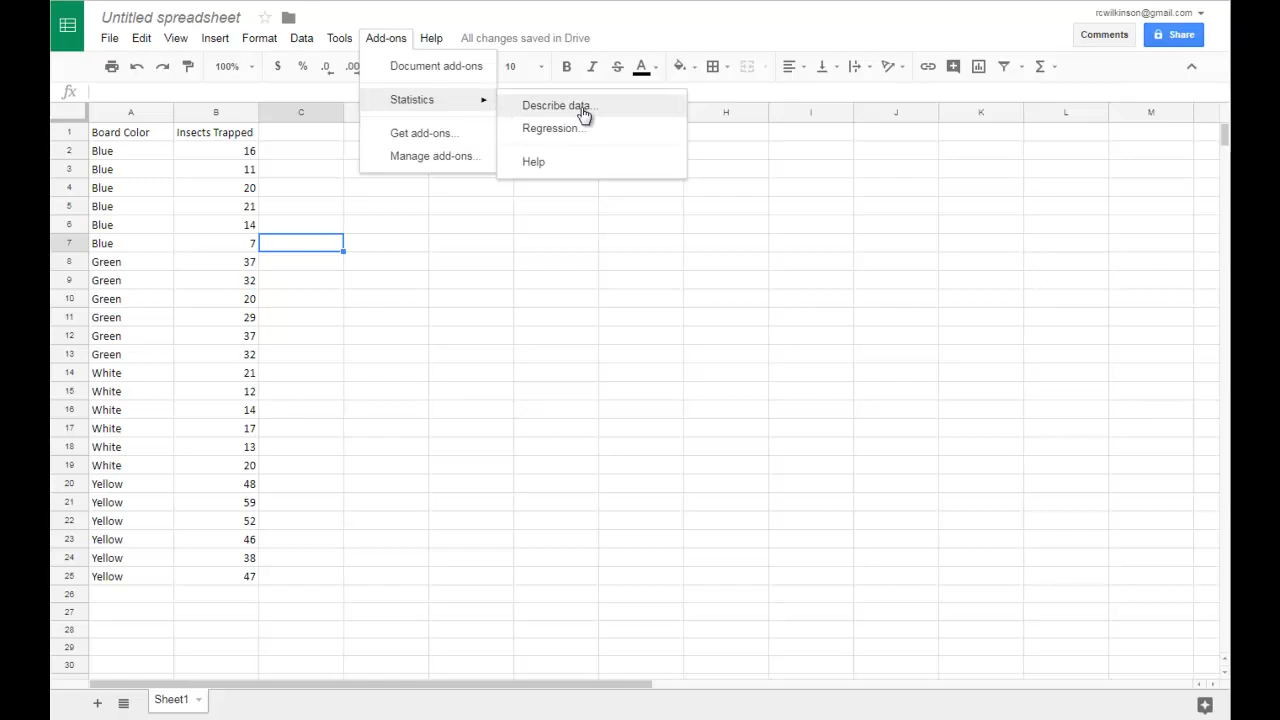 Untitled spreadsheet
rcwilkinson@gmail.com
File Edit View Insert Format Data Tools Add-ons Help All changes saved in Drive
Comments Share
100% $ % .0 .00 10 B I A Σ
Document add-ons
Statistics
Get add-ons...
Manage add-ons...
Describe data...
Regression...
Help
fx
A B C H I J K L M
1 Board Color Insects Trapped
2 Blue 16
3 Blue 11
4 Blue 20
5 Blue 21
6 Blue 14
7 Blue 7
8 Green 37
9 Green 32
10 Green 20
11 Green 29
12 Green 37
13 Green 32
14 White 21
15 White 12
16 White 14
17 White 17
18 White 13
19 White 20
20 Yellow 48
21 Yellow 59
22 Yellow 52
23 Yellow 46
24 Yellow 38
25 Yellow 47
26
27
28
29
30
Sheet1